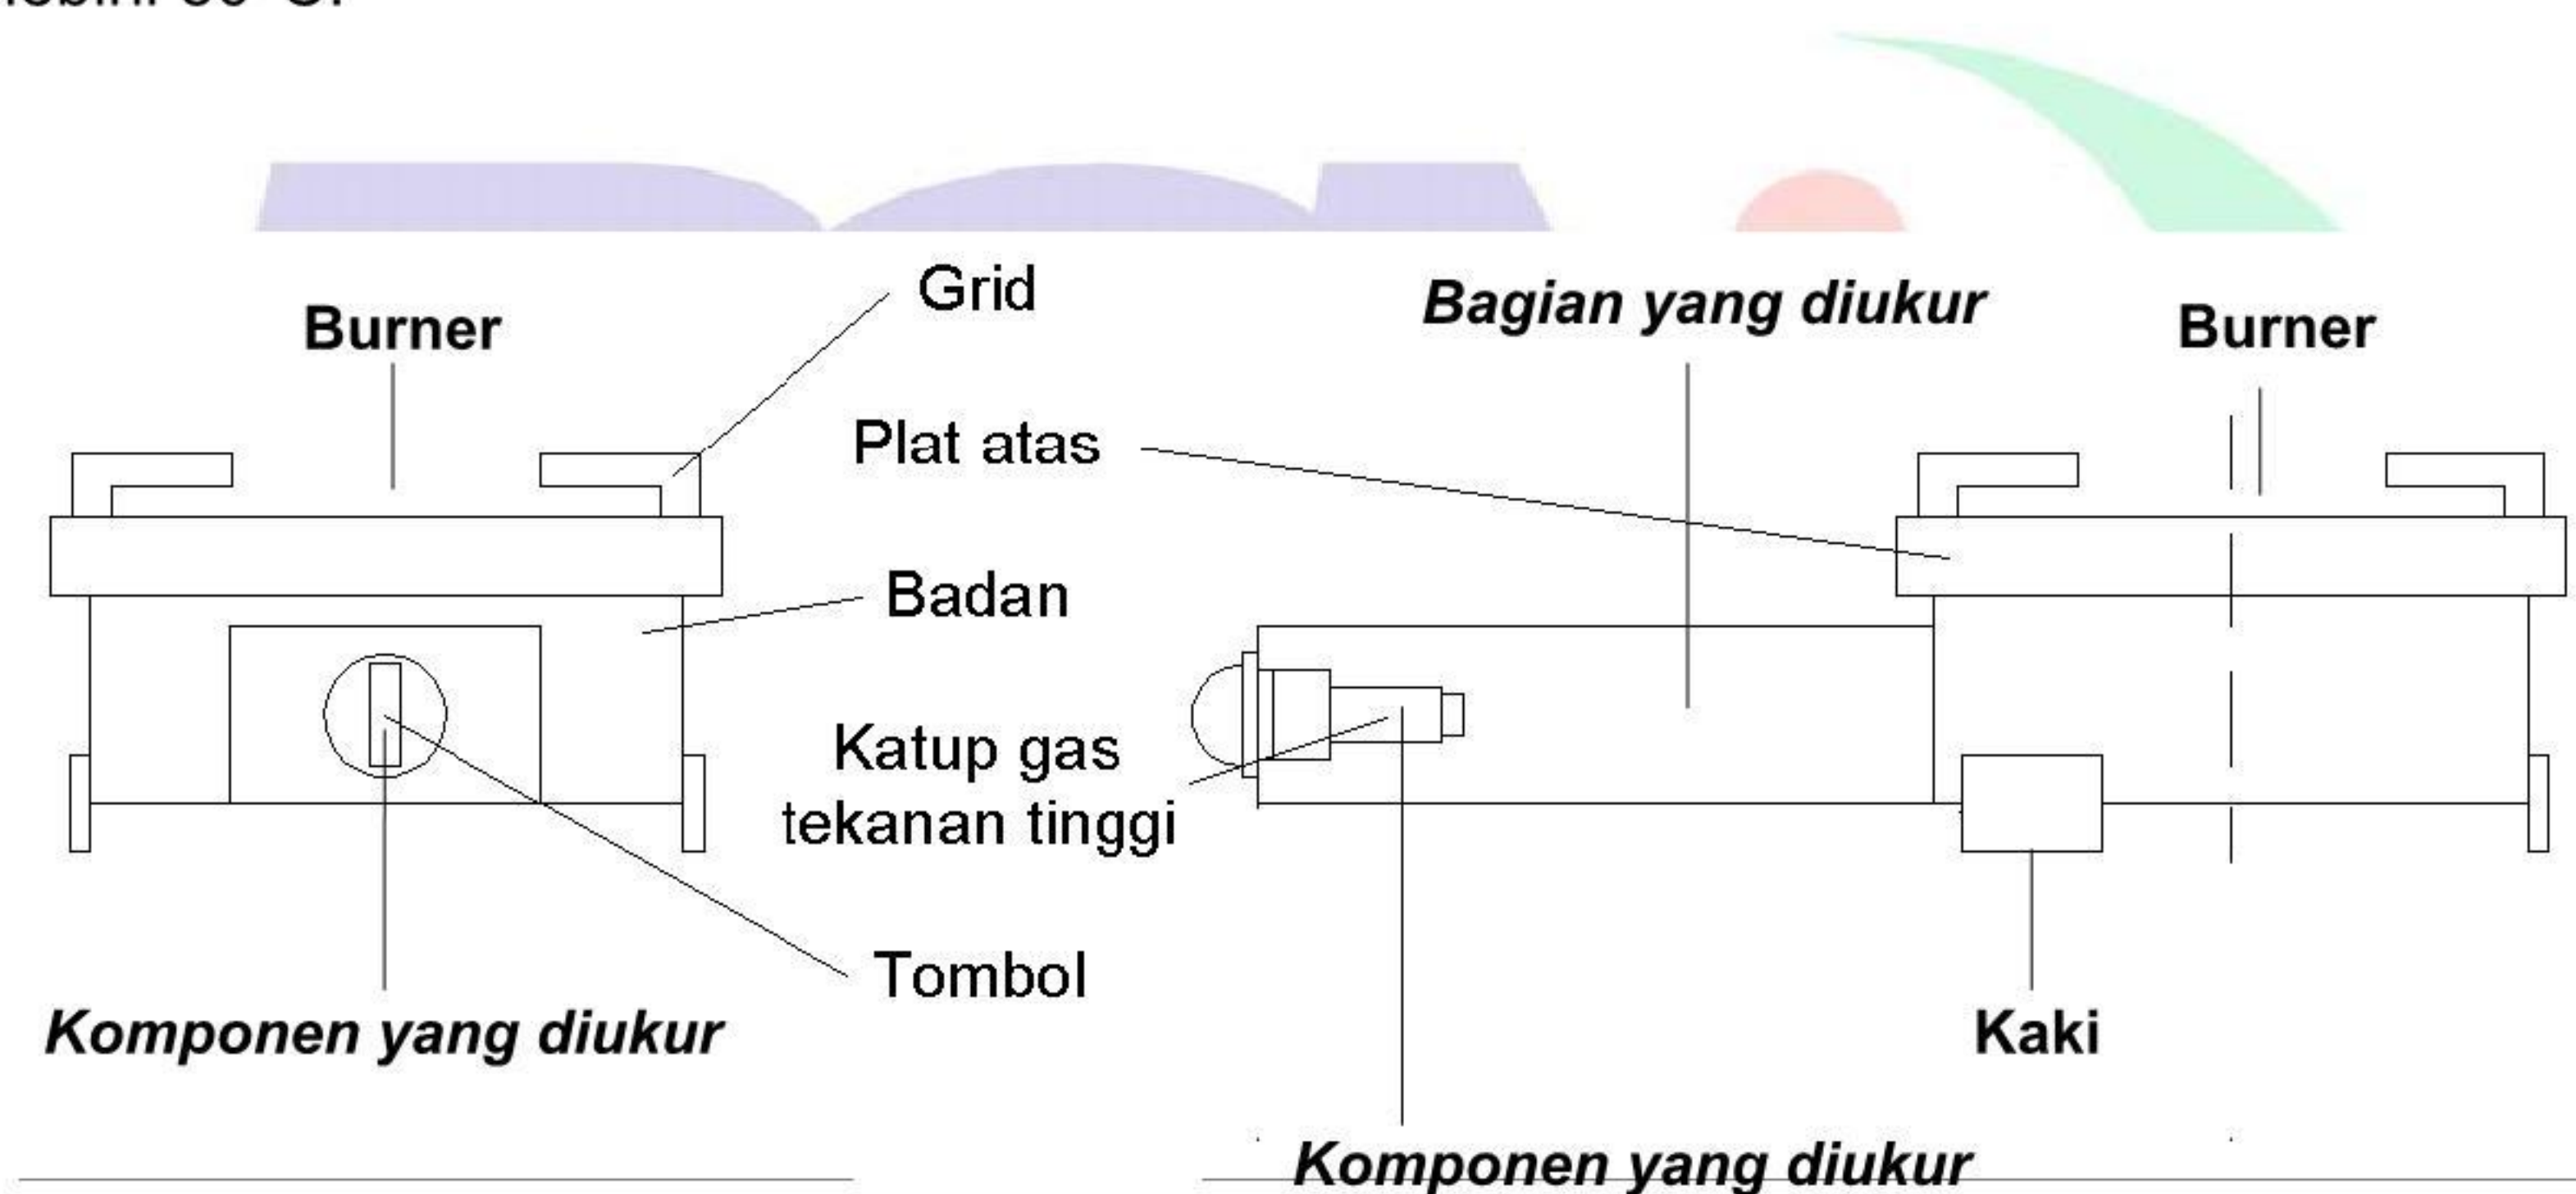 Grid
Bagian yang diukur
Burner
Burner
Plat atas
Badan
Katup gas
tekanan tinggi
Tombol
Komponen yang diukur
Kaki
Komponen yang diukur